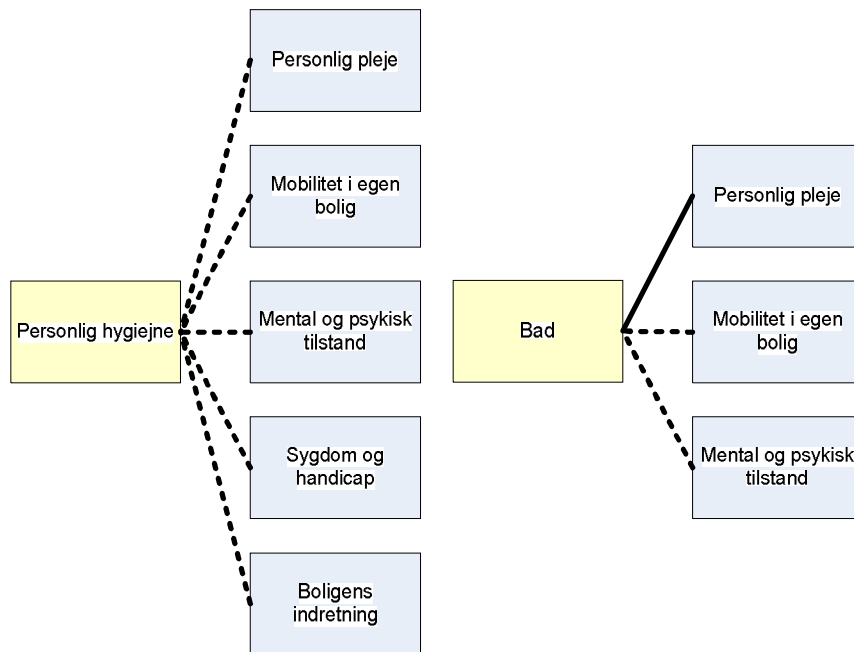 Personlig pleje
Mobilitet i egen
bolig
Personlig hygiejne
Mental og psykisk
tilstand
Sygdom og
handicap
Boligens
indretning
Bad
Personlig pleje
Mobilitet i egen
bolig
Mental og psykisk
tilstand